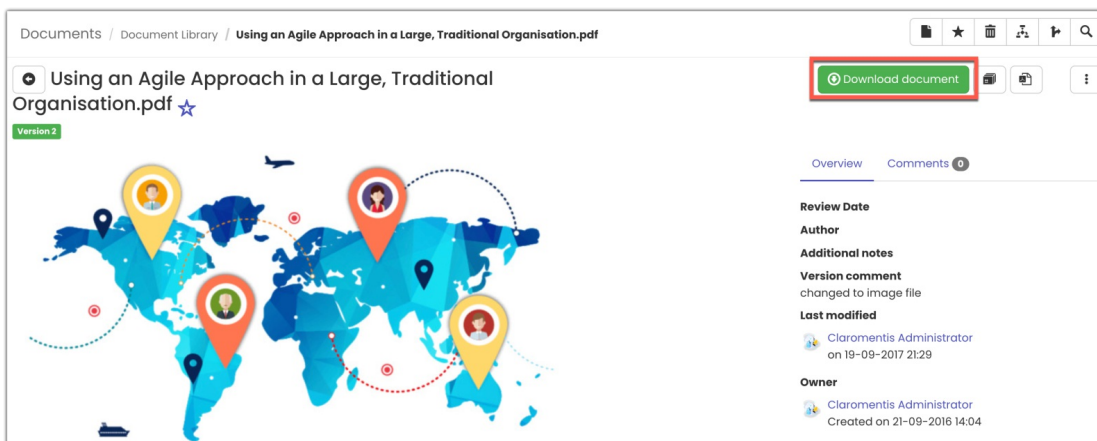 Documents / Document Library / Using an Agile Approach in a Large, Traditional Organisation.pdf
Using an Agile Approach in a Large, Traditional
Organisation.pdf
Download document
Version 2
Overview Comments 0
Review Date
Author
Additional notes
Version comment
changed to image file
Last modified
Claromentis Administrator
on 19-09-2017 21:29
Owner
Claromentis Administrator
Created on 21-09-2016 14:04